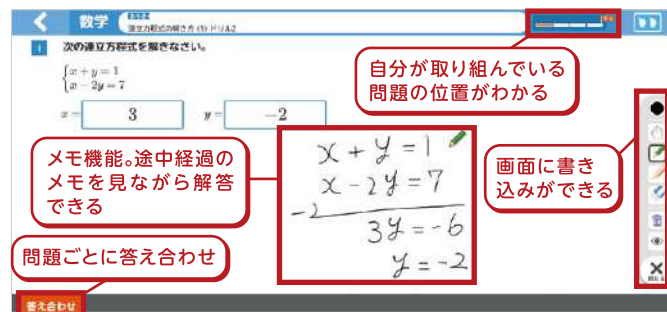 数学
連立方程式の解き方 (1) ドリル2
1 次の連立方程式を解きなさい。
x + y = 1
x − 2y = 7
x = 3 y = −2
自分が取り組んでいる
問題の位置がわかる
メモ機能。途中経過の
メモを見ながら解答
できる
x + y = 1
x − 2y = 7
3y = -6
y = -2
画面に書き
込みができる
問題ごとに答え合わせ
答え合わせ